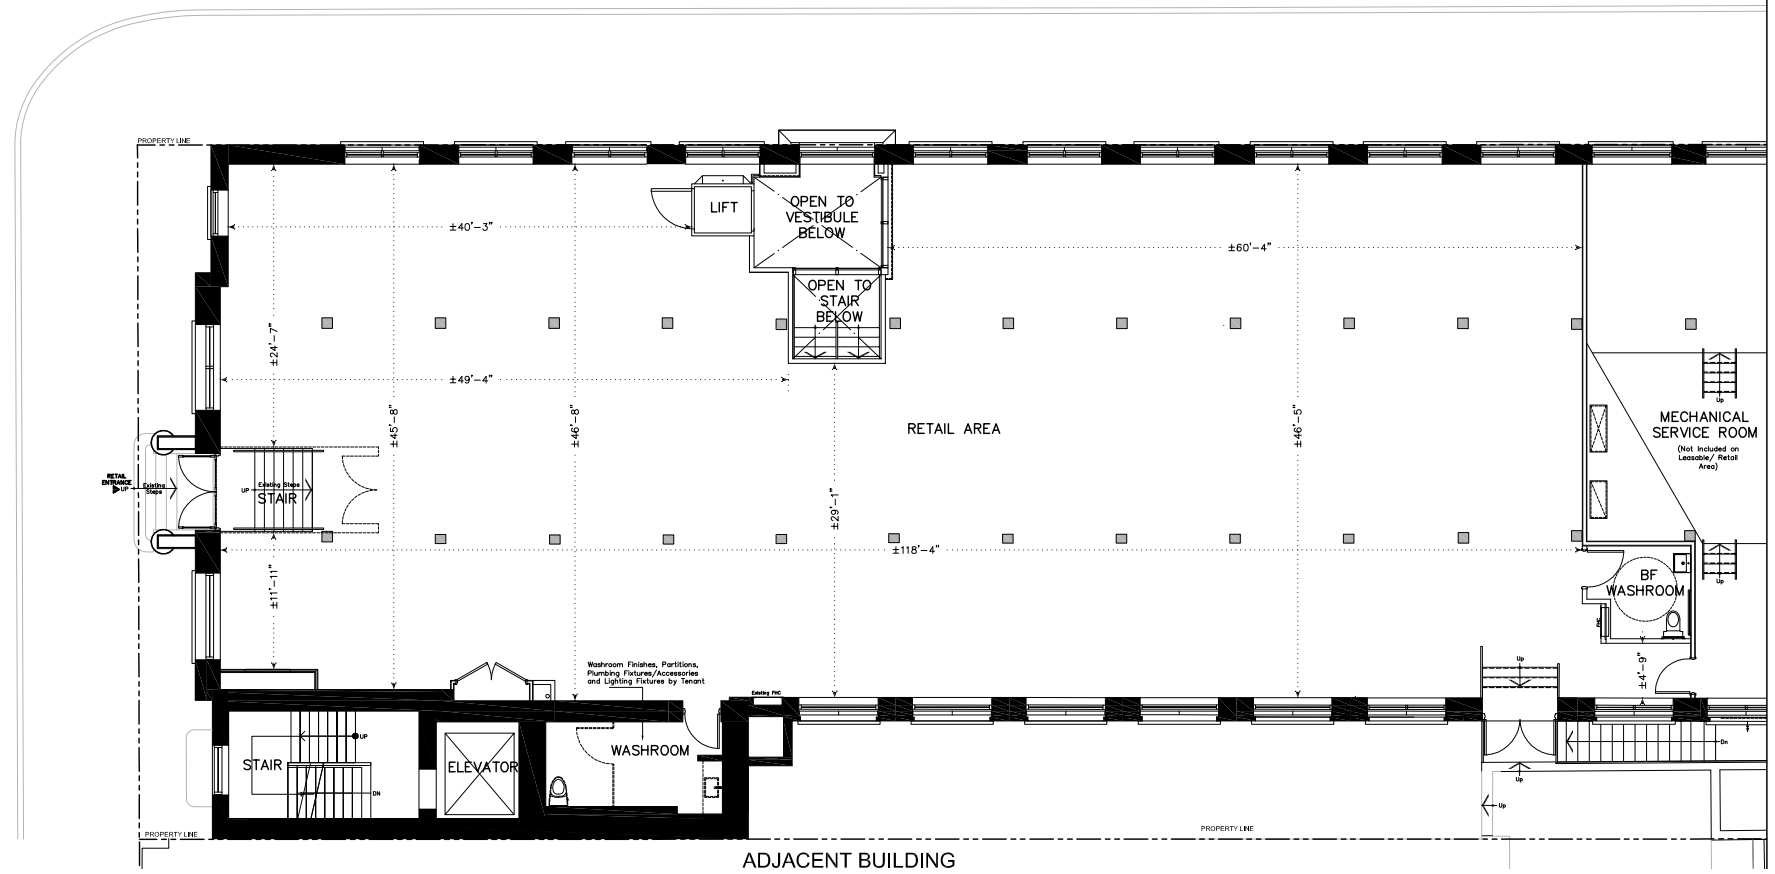 PROPERTY LINE
LIFT
OPEN TO
VESTIBULE
BELOW
±40'-3"
±60'-4"
OPEN TO
STAIR
BELOW
±24'-7"
±49'-4"
±45'-8"
±46'-8"
±46'-5"
RETAIL AREA
Up
MECHANICAL
SERVICE ROOM
(Not Included on
Leasable/ Retail
Area)
RETAIL
ENTRANCE
UP
Existing
Steps
UP
Existing Steps
STAIR
±29'-1"
±118'-4"
±11'-11"
BF
WASHROOM
Up
FHC
±4'-9"
Up
Washroom Finishes, Partitions,
Plumbing Fixtures/Accessories
and Lighting Fixtures by Tenant
Existing FHC
UP
STAIR
DN
ELEVATOR
WASHROOM
Dn
Up
Up
PROPERTY LINE
PROPERTY LINE
ADJACENT BUILDING